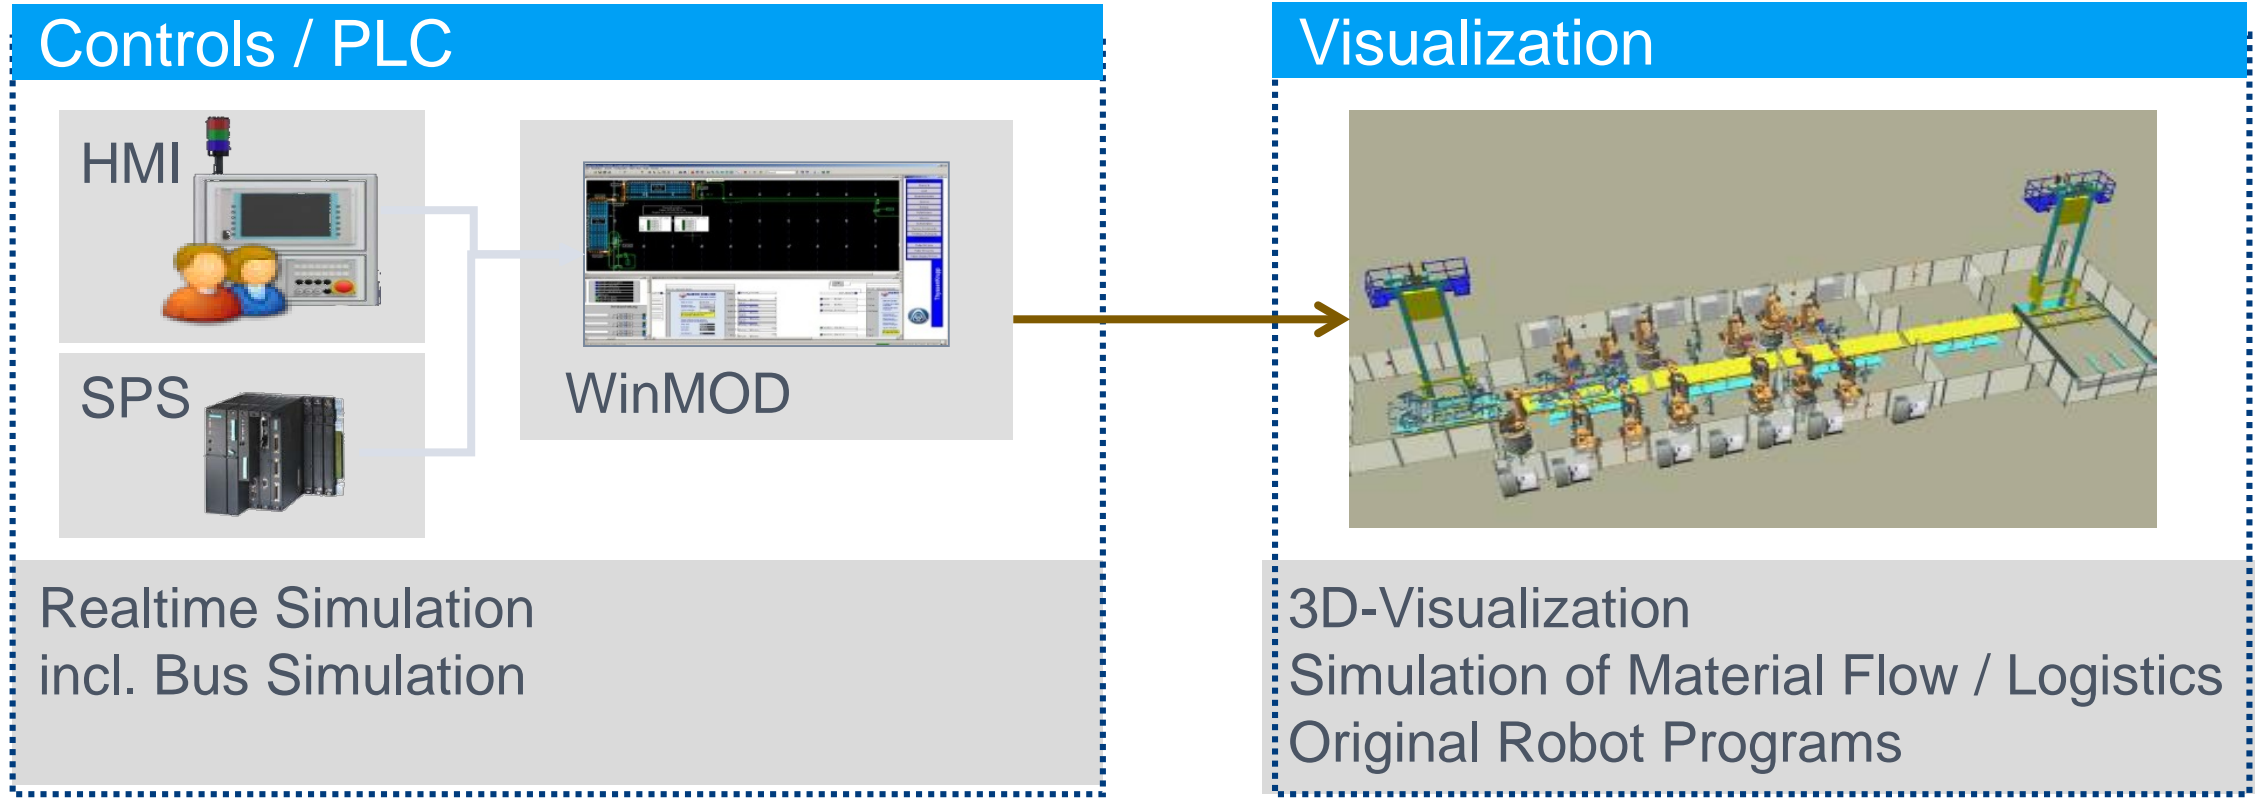 Controls / PLC
HMI
SPS
WinMOD
Realtime Simulation
incl. Bus Simulation
Visualization
3D-Visualization
Simulation of Material Flow / Logistics
Original Robot Programs